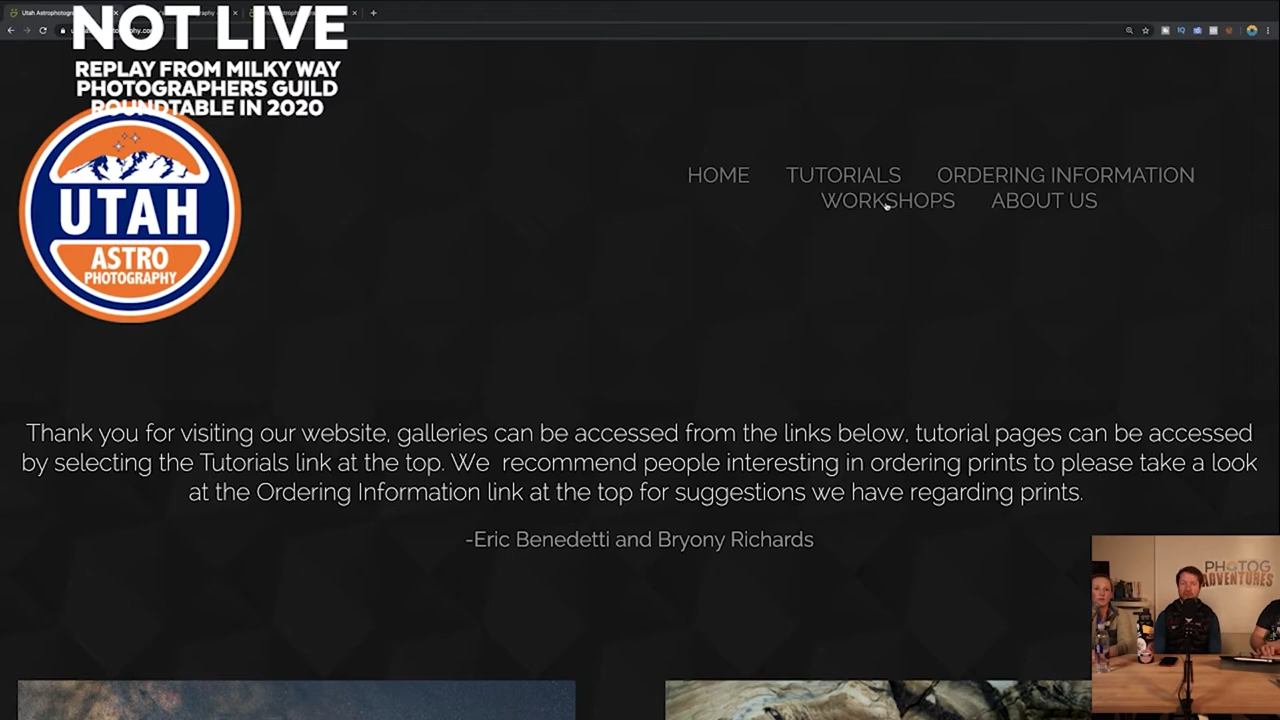 Utah Astrophotogra
NOT LIVE
REPLAY FROM MILKY WAY
PHOTOGRAPHERS GUILD
ROUNDTABLE IN 2020
UTAH
ASTRO
PHOTOGRAPHY
HOME TUTORIALS ORDERING INFORMATION
WORKSHOPS ABOUT US
Thank you for visiting our website, galleries can be accessed from the links below, tutorial pages can be accessed
by selecting the Tutorials link at the top. We recommend people interesting in ordering prints to please take a look
at the Ordering Information link at the top for suggestions we have regarding prints.
-Eric Benedetti and Bryony Richards
PHOTOG
ADVENTURES